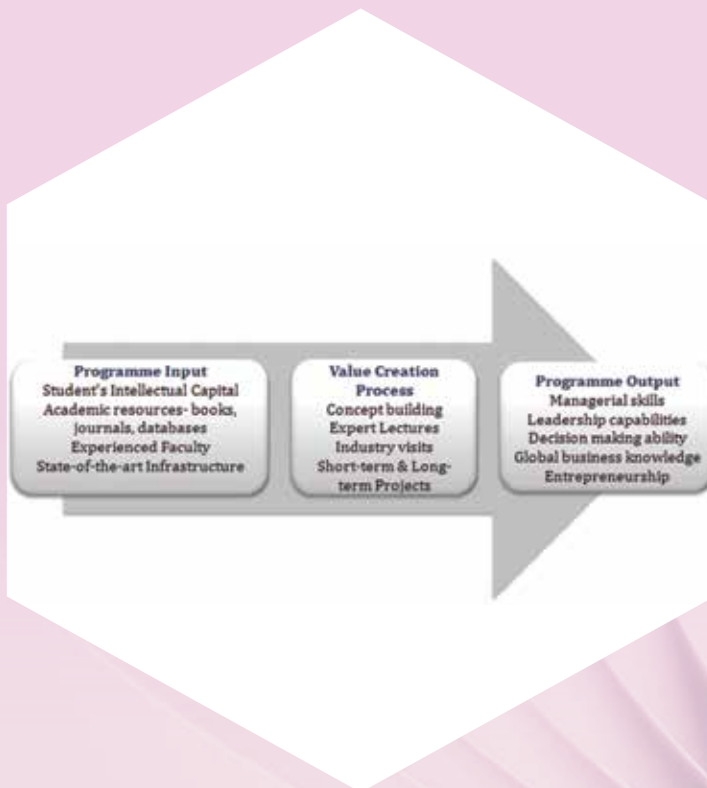 Programme Input
Student's Intellectual Capital
Academic resources- books,
journals, databases
Experienced Faculty
State-of-the-art Infrastructure
Value Creation
Process
Concept building
Expert Lectures
Industry visits
Short-term & Long-
term Projects
Programme Output
Managerial skills
Leadership capabilities
Decision making ability
Global business knowledge
Entrepreneurship